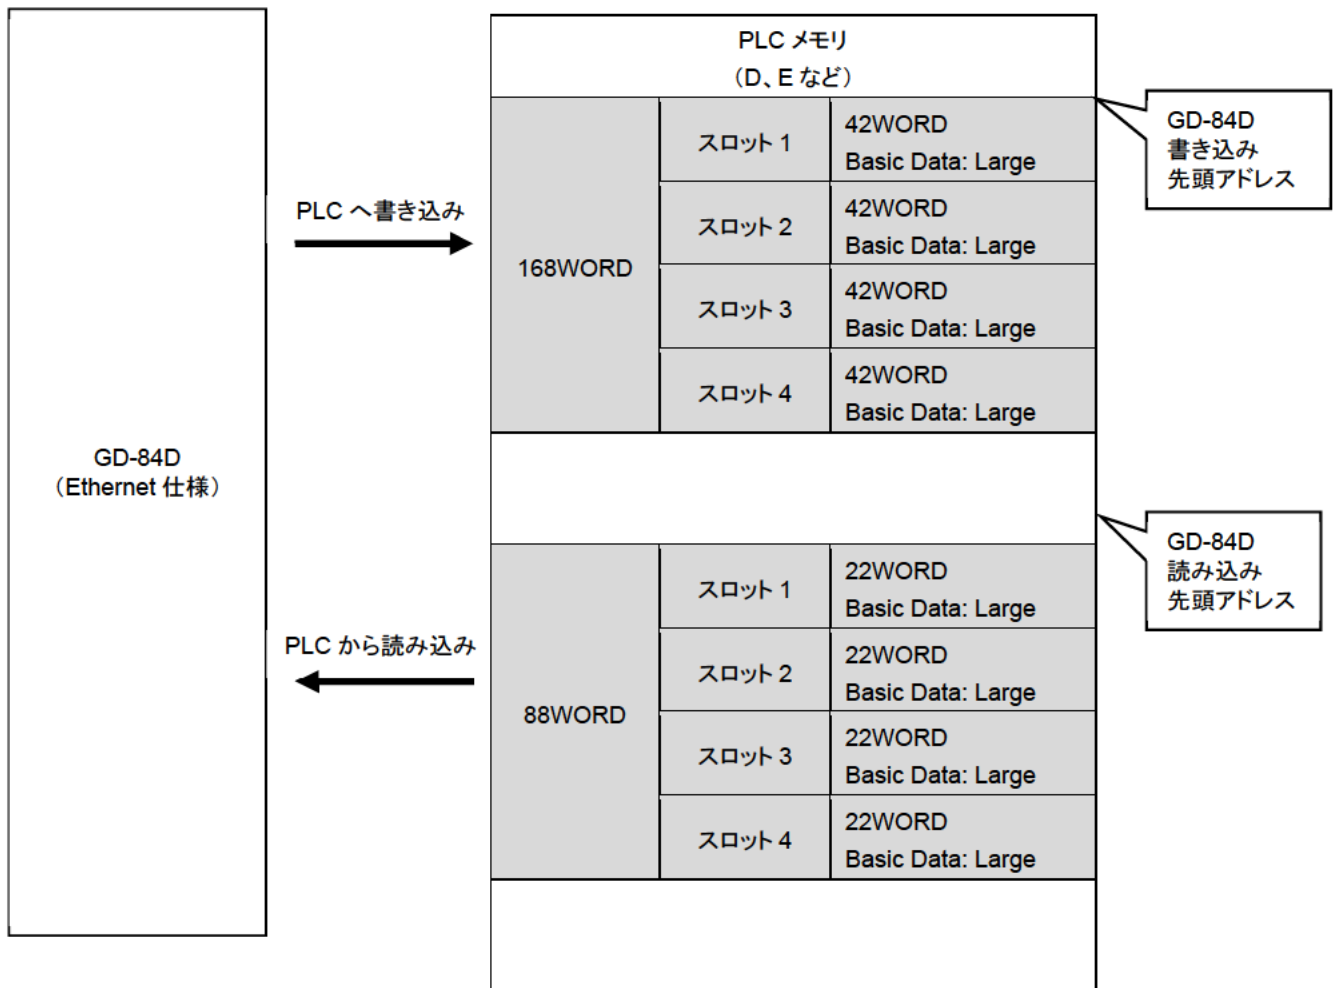 PLC メモリ
（D、E など）
168WORD
スロット 1
42WORD
Basic Data: Large
スロット 2
42WORD
Basic Data: Large
スロット 3
42WORD
Basic Data: Large
スロット 4
42WORD
Basic Data: Large
GD-84D
書き込み
先頭アドレス
PLC へ書き込み
GD-84D
（Ethernet 仕様）
GD-84D
読み込み
先頭アドレス
PLC から読み込み
88WORD
スロット 1
22WORD
Basic Data: Large
スロット 2
22WORD
Basic Data: Large
スロット 3
22WORD
Basic Data: Large
スロット 4
22WORD
Basic Data: Large